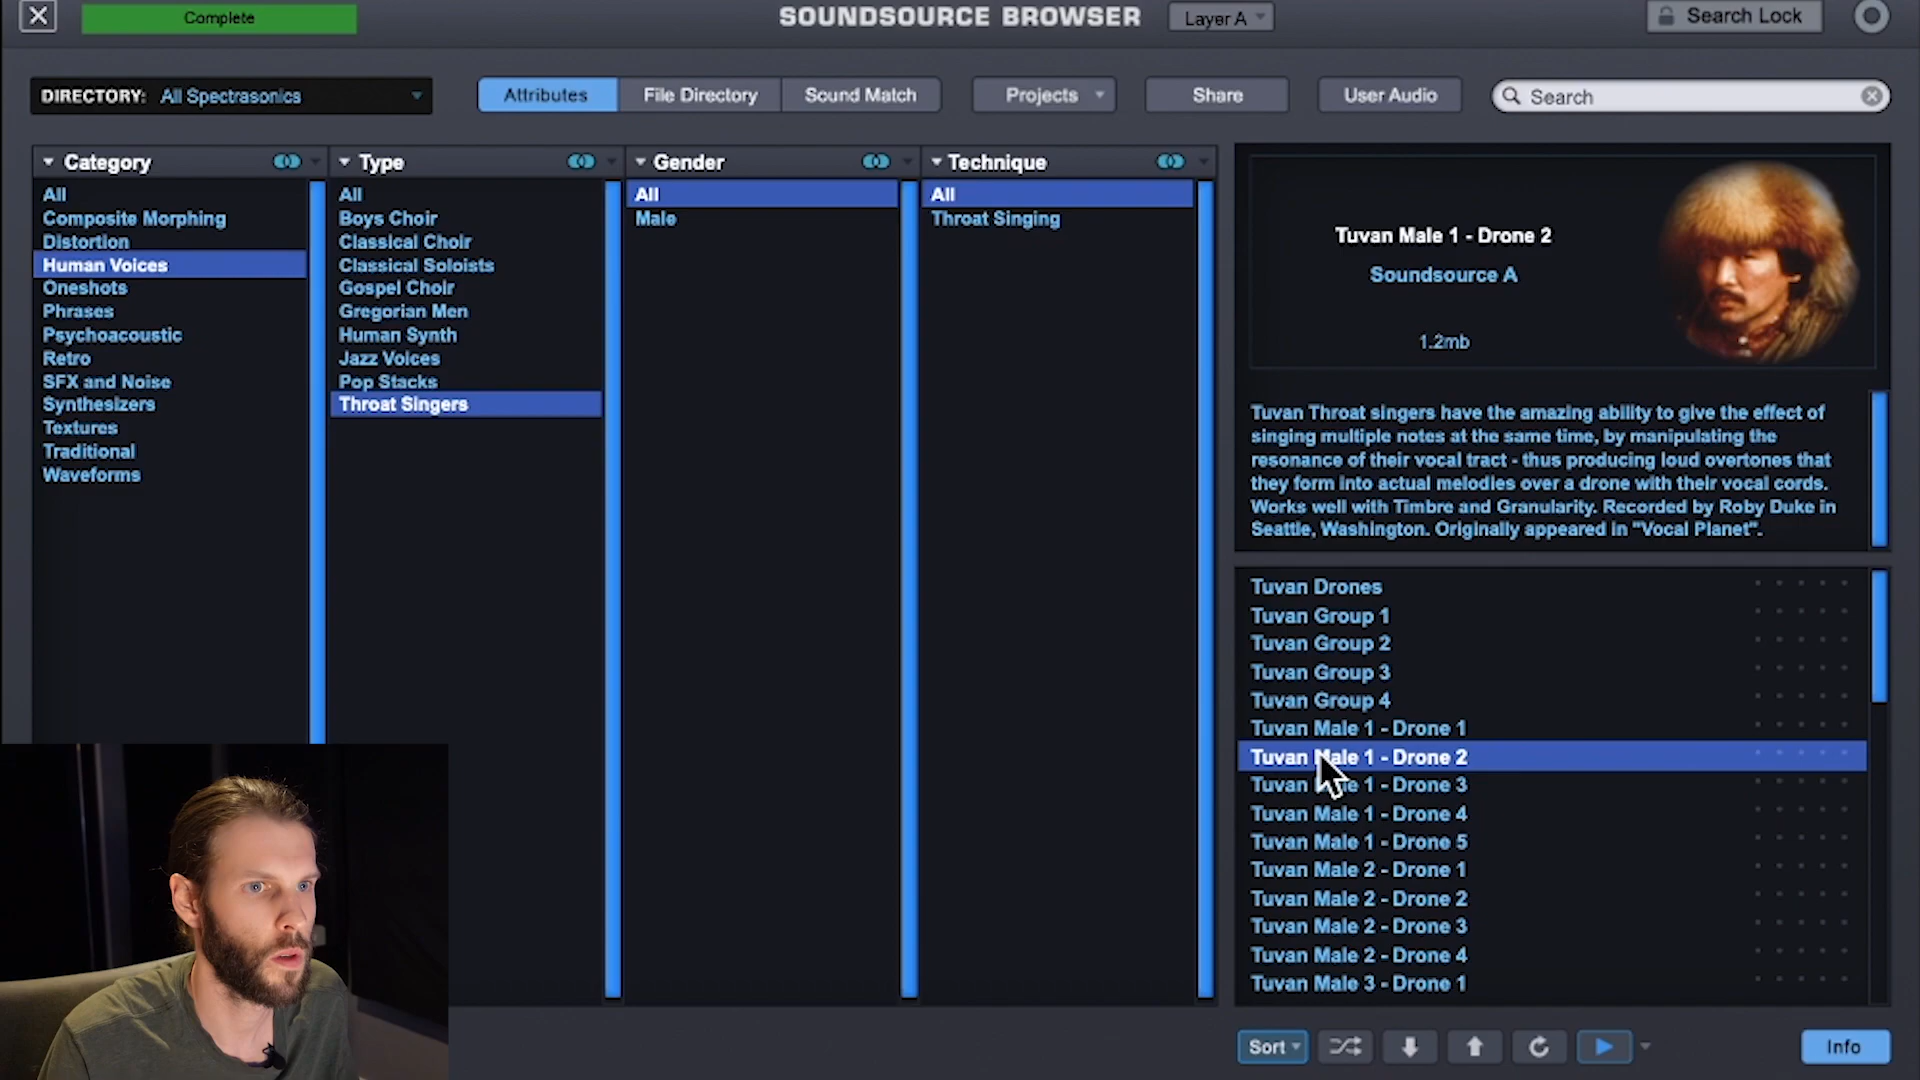 Complete
SOUNDSOURCE BROWSER
Layer A
Search Lock
DIRECTORY: All Spectrasonics
Attributes
File Directory
Sound Match
Projects
Share
User Audio
Search
Category
All
Composite Morphing
Distortion
Human Voices
Oneshots
Phrases
Psychoacoustic
Retro
SFX and Noise
Synthesizers
Textures
Traditional
Waveforms
Type
All
Boys Choir
Classical Choir
Classical Soloists
Gospel Choir
Gregorian Men
Human Synth
Jazz Voices
Pop Stacks
Throat Singers
Gender
All
Male
Technique
All
Throat Singing
Tuvan Male 1 - Drone 2
Soundsource A
1.2mb
Tuvan Throat singers have the amazing ability to give the effect of
singing multiple notes at the same time, by manipulating the
resonance of their vocal tract - thus producing loud overtones that
they form into actual melodies over a drone with their vocal cords.
Works well with Timbre and Granularity. Recorded by Roby Duke in
Seattle, Washington. Originally appeared in "Vocal Planet".
Tuvan Drones
Tuvan Group 1
Tuvan Group 2
Tuvan Group 3
Tuvan Group 4
Tuvan Male 1 - Drone 1
Tuvan Male 1 - Drone 2
Tuvan Male 1 - Drone 3
Tuvan Male 1 - Drone 4
Tuvan Male 1 - Drone 5
Tuvan Male 2 - Drone 1
Tuvan Male 2 - Drone 2
Tuvan Male 2 - Drone 3
Tuvan Male 2 - Drone 4
Tuvan Male 3 - Drone 1
Sort
Info